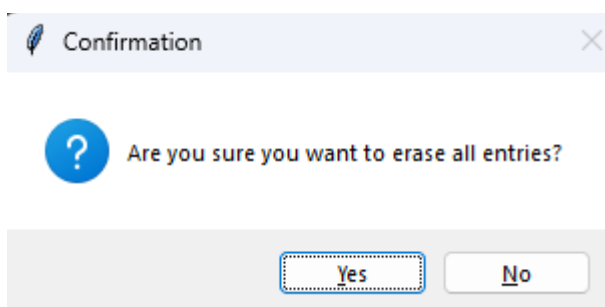 Confirmation
Are you sure you want to erase all entries?
Yes
No